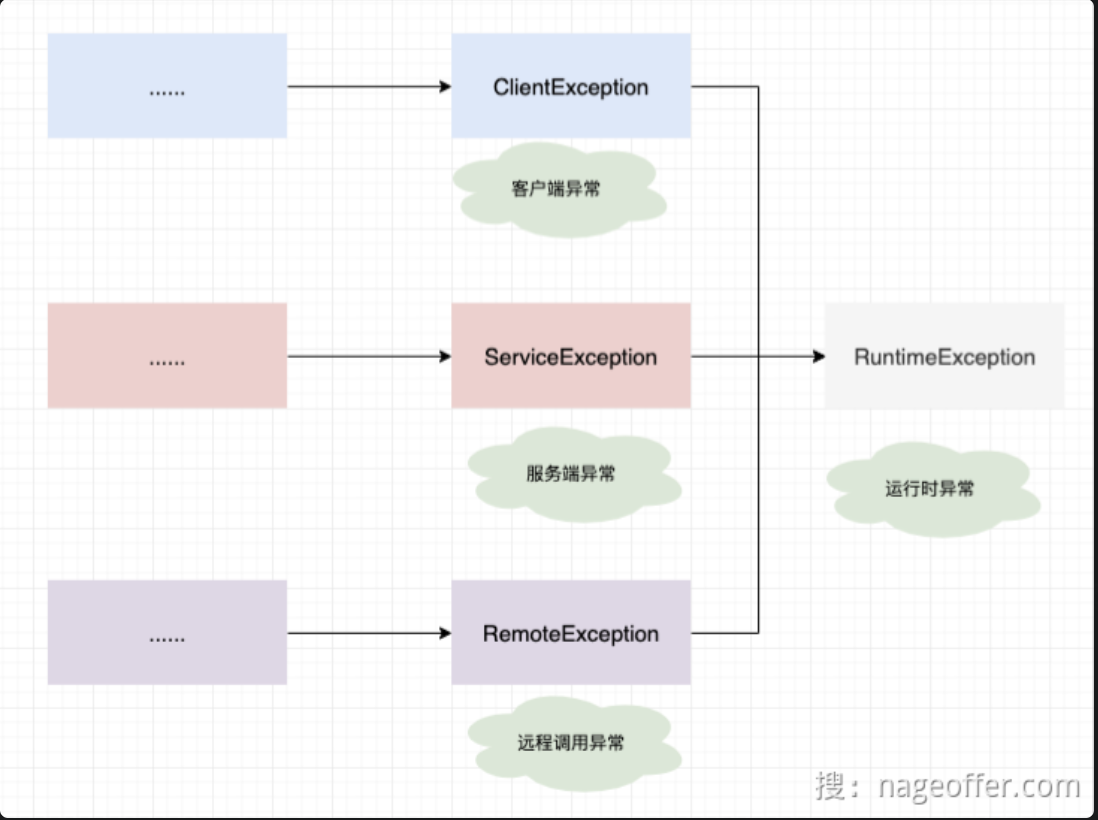 ......
ClientException
客户端异常
......
ServiceException
RuntimeException
服务端异常
运行时异常
......
RemoteException
远程调用异常
搜：nageoffer.com